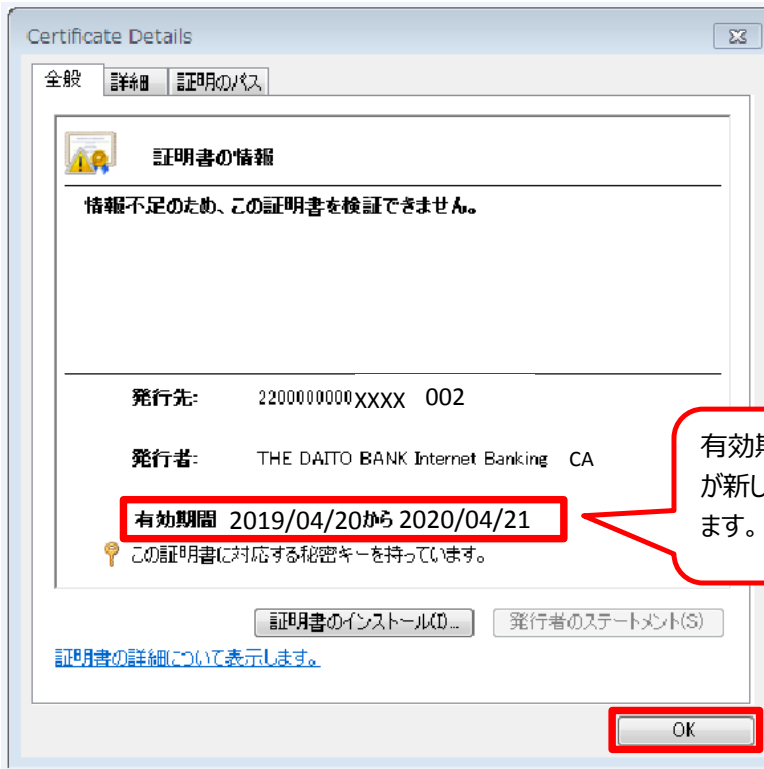 Certificate Details
全般 詳細 証明のパス
証明書の情報
情報不足のため、この証明書を検証できません。
発行先: 2200000000XXXX 002
発行者: THE DAITO BANK Internet Banking CA
有効期
が新し
ます。
有効期間 2019/04/20から 2020/04/21
この証明書に対応する秘密キーを持っています。
証明書のインストール(I)... 発行者のステートメント(S)
証明書の詳細について表示します。
OK